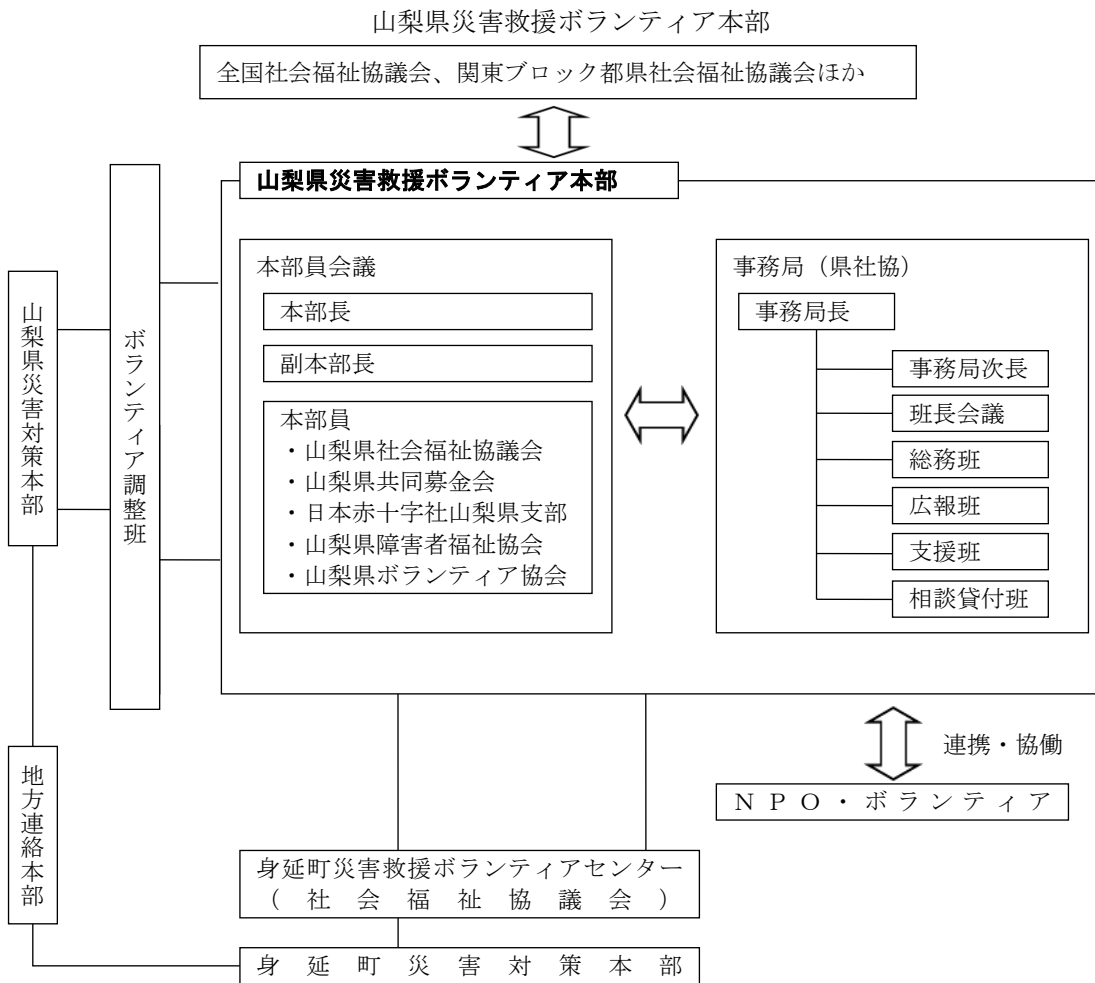 山梨県災害救援ボランティア本部
全国社会福祉協議会、関東ブロック都県社会福祉協議会ほか
山梨県災害救援ボランティア本部
山梨県災害対策本部
ボランティア調整班
本部員会議
本部長
副本部長
本部員
・山梨県社会福祉協議会
・山梨県共同募金会
・日本赤十字社山梨県支部
・山梨県障害者福祉協会
・山梨県ボランティア協会
事務局（県社協）
事務局長
事務局次長
班長会議
総務班
広報班
支援班
相談貸付班
連携・協働
ＮＰＯ・ボランティア
地方連絡本部
身延町災害救援ボランティアセンター
（社会福祉協議会）
身延町災害対策本部